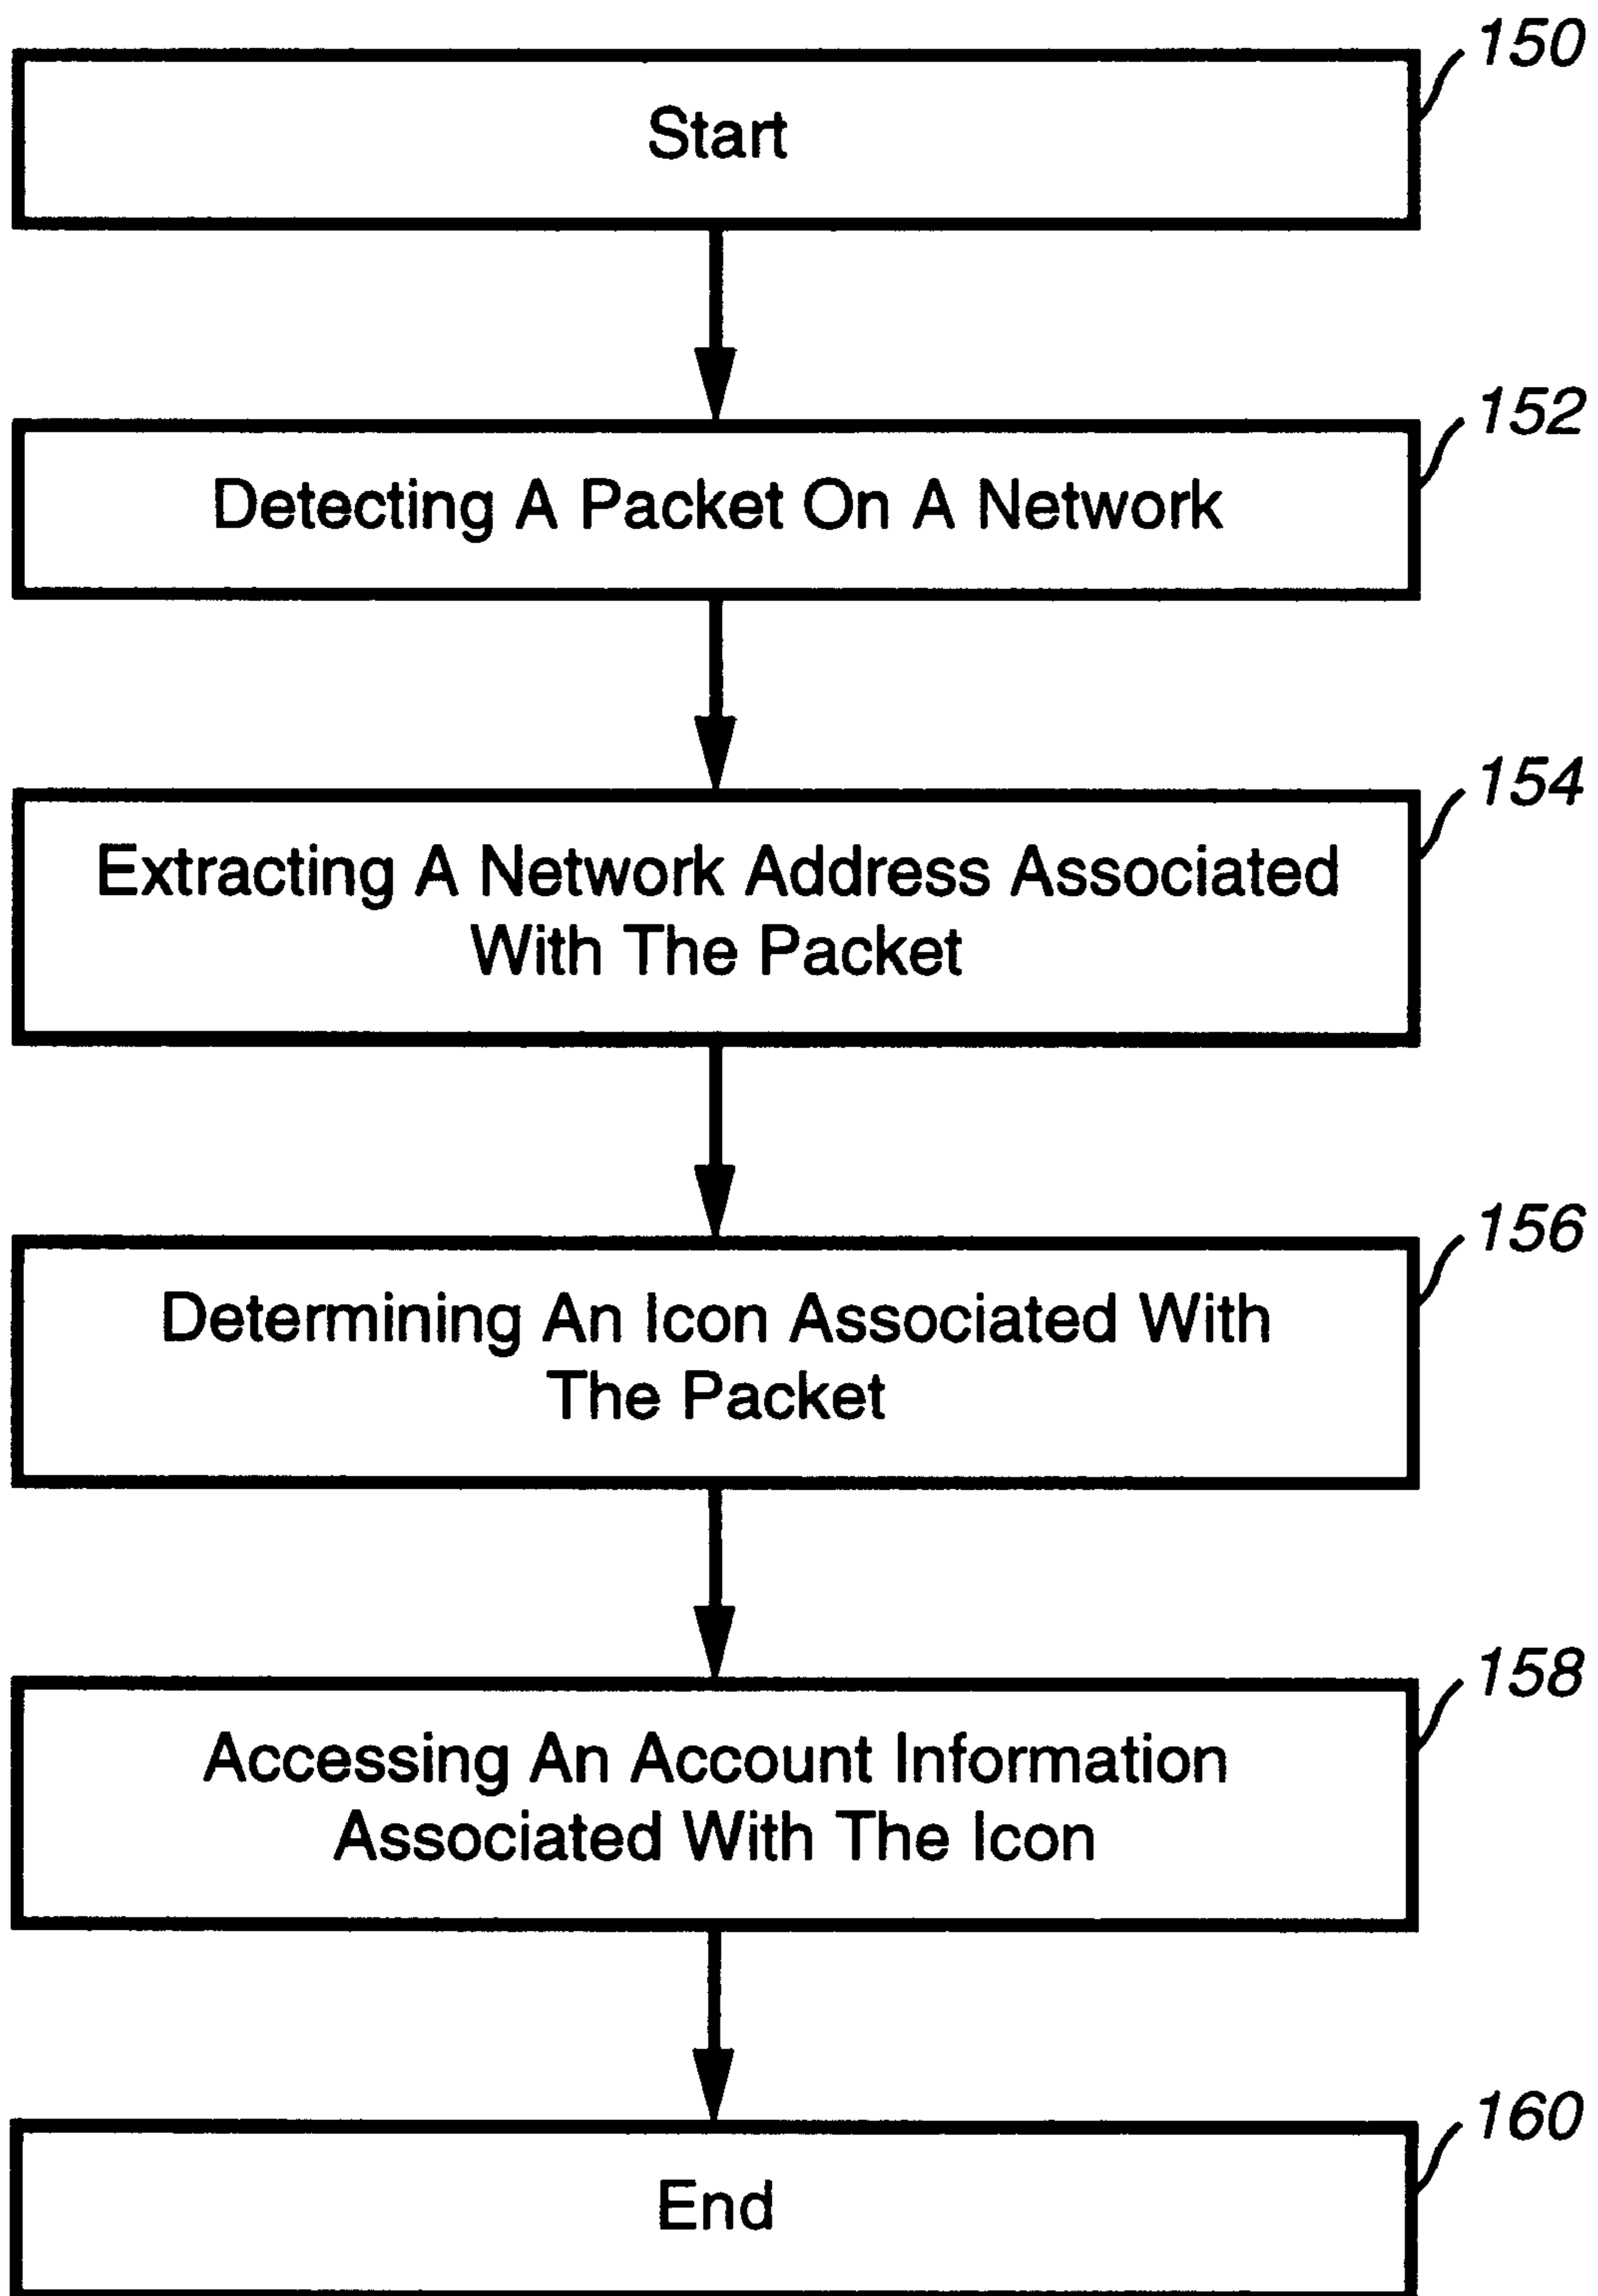 150
Start
152
Detecting A Packet On A Network
154
Extracting A Network Address Associated
With The Packet
156
Determining An Icon Associated With
The Packet
158
Accessing An Account Information
Associated With The Icon
160
End